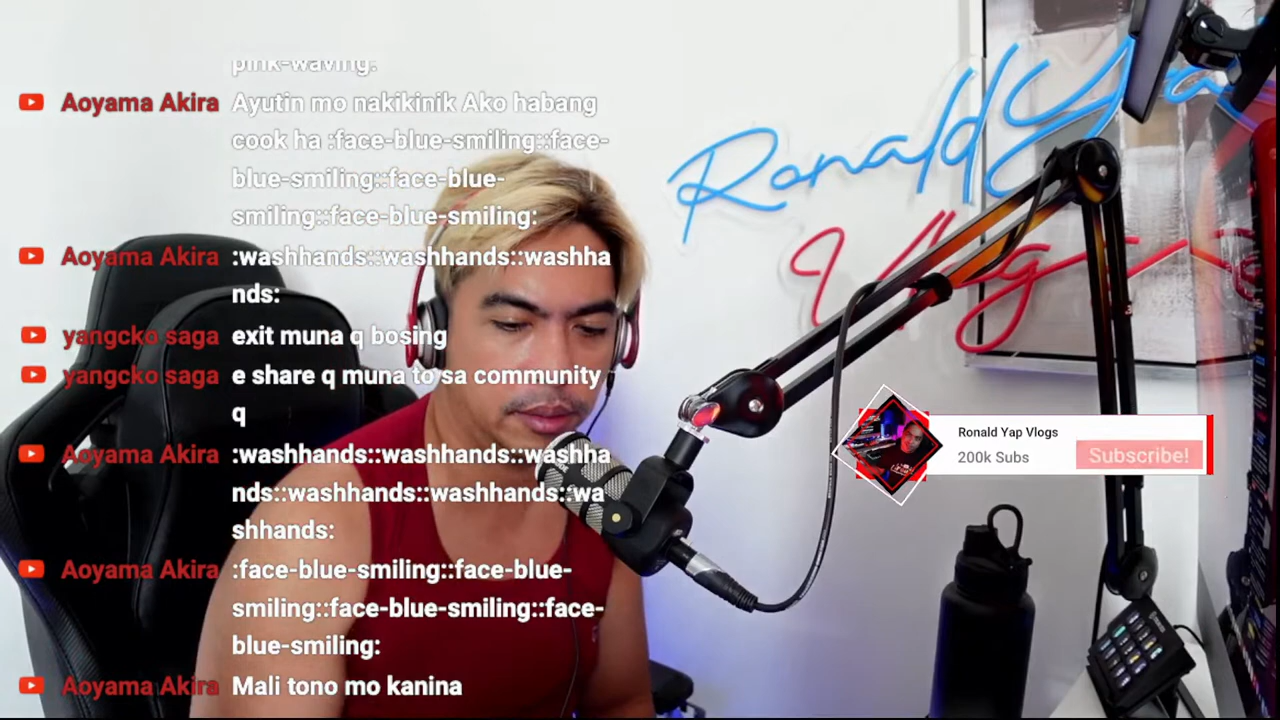 pink-waving:
Aoyama Akira Ayutin mo nakikinik Ako habang
cook ha :face-blue-smiling::face-
blue-smiling::face-blue-
smiling::face-blue-smiling:
Aoyama Akira :washhands::washhands::washha
nds:
yangcko saga exit muna q bosing
yangcko saga e share q muna to sa community
q
Aoyama Akira :washhands::washhands::washha
nds::washhands::washhands::wa
shhands:
Aoyama Akira :face-blue-smiling::face-blue-
smiling::face-blue-smiling::face-
blue-smiling:
Aoyama Akira Mali tono mo kanina
Ronald Ya
Vlog
Ronald Yap Vlogs
200k Subs
Subscribe!